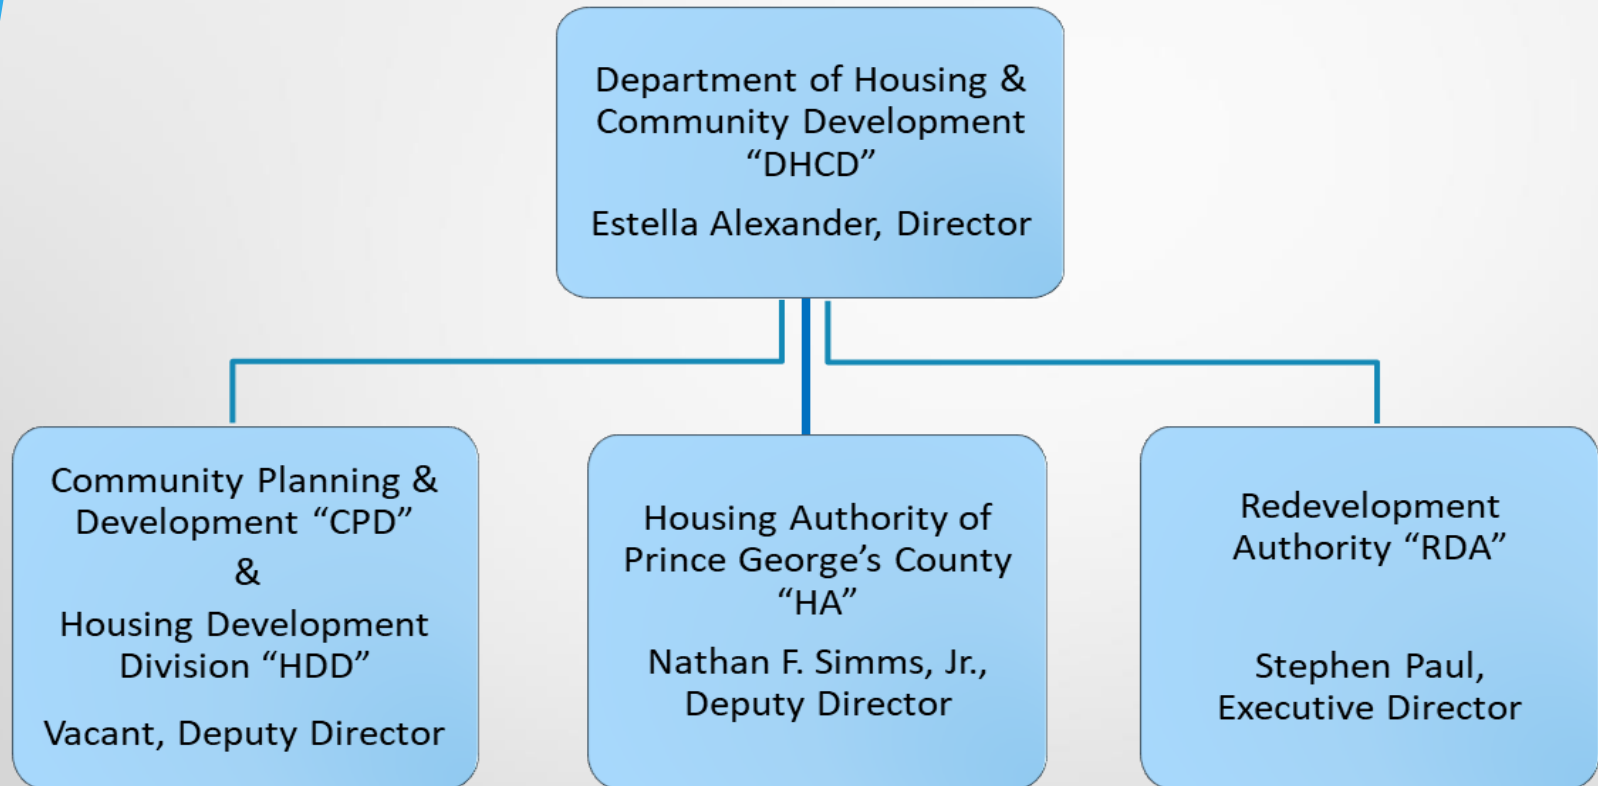 Department of Housing &
Community Development
“DHCD”
Estella Alexander, Director
Community Planning &
Development “CPD”
&
Housing Development
Division “HDD”
Vacant, Deputy Director
Housing Authority of
Prince George’s County
“HA”
Nathan F. Simms, Jr.,
Deputy Director
Redevelopment
Authority “RDA”
Stephen Paul,
Executive Director